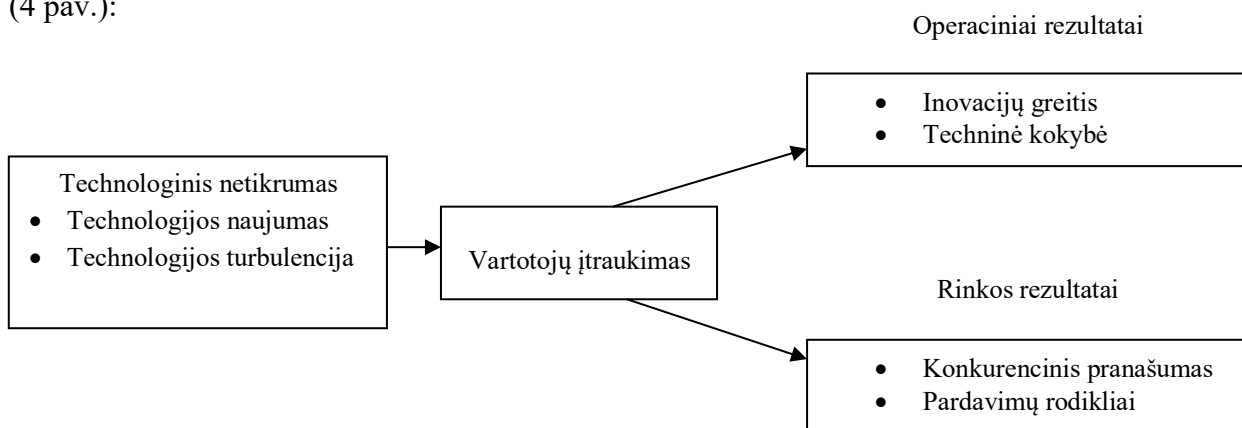 (4 pav.):
Operaciniai rezultatai
• Inovacijų greitis
• Techninė kokybė
Technologinis netikrumas
• Technologijos naujumas
• Technologijos turbulencija
Vartotojų įtraukimas
Rinkos rezultatai
• Konkurencinis pranašumas
• Pardavimų rodikliai